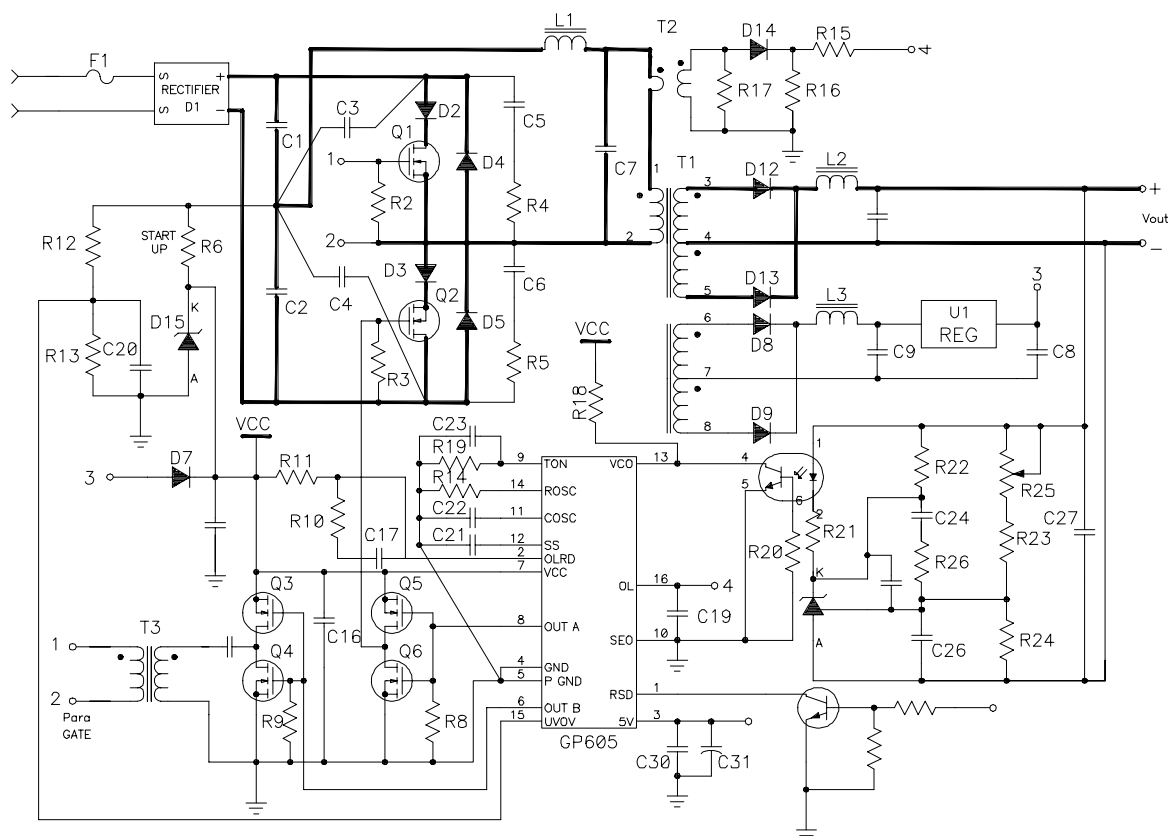 L1
T2
D14
R15
4
F1
S
+
RECTIFIER
S
D1
−
R17
R16
C3
D2
C5
C1
Q1
1
D4
C7
R2
R4
2
T1
1
2
3
D12
L2
+
Vout
4
−
5
D13
R12
START
UP
R6
K
D15
A
R13
C20
C2
C4
D3
Q2
C6
D5
R3
R5
6
D8
L3
U1
REG
3
7
C9
C8
8
D9
VCC
R18
VCC
3
D7
R11
R10
C17
C23
R19
R14
C22
C21
9
TON
14
ROSC
11
COSC
12
SS
2
OLRD
7
VCC
8
OUT A
4
GND
5
P GND
6
OUT B
15
UVOV
VCO
13
OL
16
4
SEO
10
RSD
1
5V
3
GP605
C19
C30
C31
4
5
6
1
2
R20
R21
K
A
R22
C24
R26
C26
R25
R23
R24
C27
Q3
Q4
Q5
Q6
C16
R9
R8
T3
1
2
Para
GATE